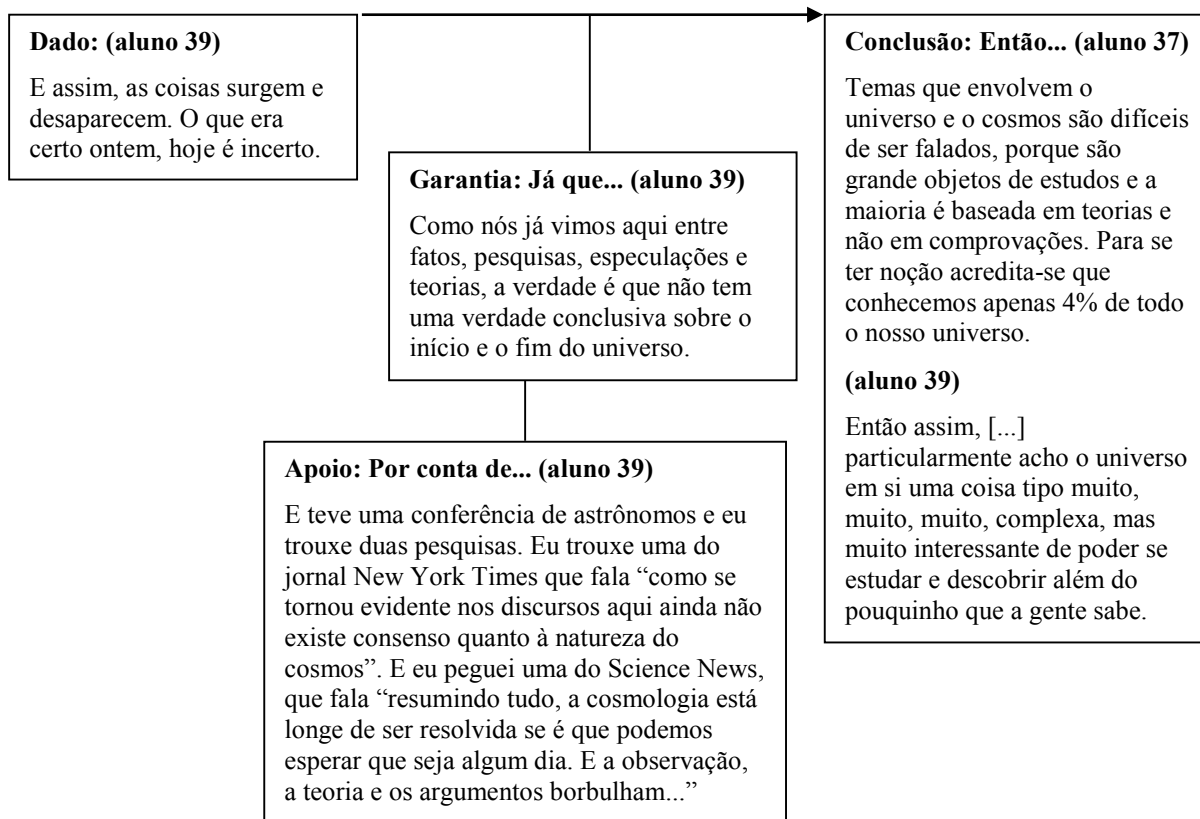 Dado: (aluno 39)
E assim, as coisas surgem e
desaparecem. O que era
certo ontem, hoje é incerto.
Garantia: Já que... (aluno 39)
Como nós já vimos aqui entre
fatos, pesquisas, especulações e
teorias, a verdade é que não tem
uma verdade conclusiva sobre o
início e o fim do universo.
Apoio: Por conta de... (aluno 39)
E teve uma conferência de astrônomos e eu
trouxe duas pesquisas. Eu trouxe uma do
jornal New York Times que fala “como se
tornou evidente nos discursos aqui ainda não
existe consenso quanto à natureza do
cosmos”. E eu peguei uma do Science News,
que fala “resumindo tudo, a cosmologia está
longe de ser resolvida se é que podemos
esperar que seja algum dia. E a observação,
a teoria e os argumentos borbulham...”
Conclusão: Então... (aluno 37)
Temas que envolvem o
universo e o cosmos são difíceis
de ser falados, porque são
grande objetos de estudos e a
maioria é baseada em teorias e
não em comprovações. Para se
ter noção acredita-se que
conhecemos apenas 4% de todo
o nosso universo.
(aluno 39)
Então assim, [...]
particularmente acho o universo
em si uma coisa tipo muito,
muito, muito, complexa, mas
muito interessante de poder se
estudar e descobrir além do
pouquinho que a gente sabe.